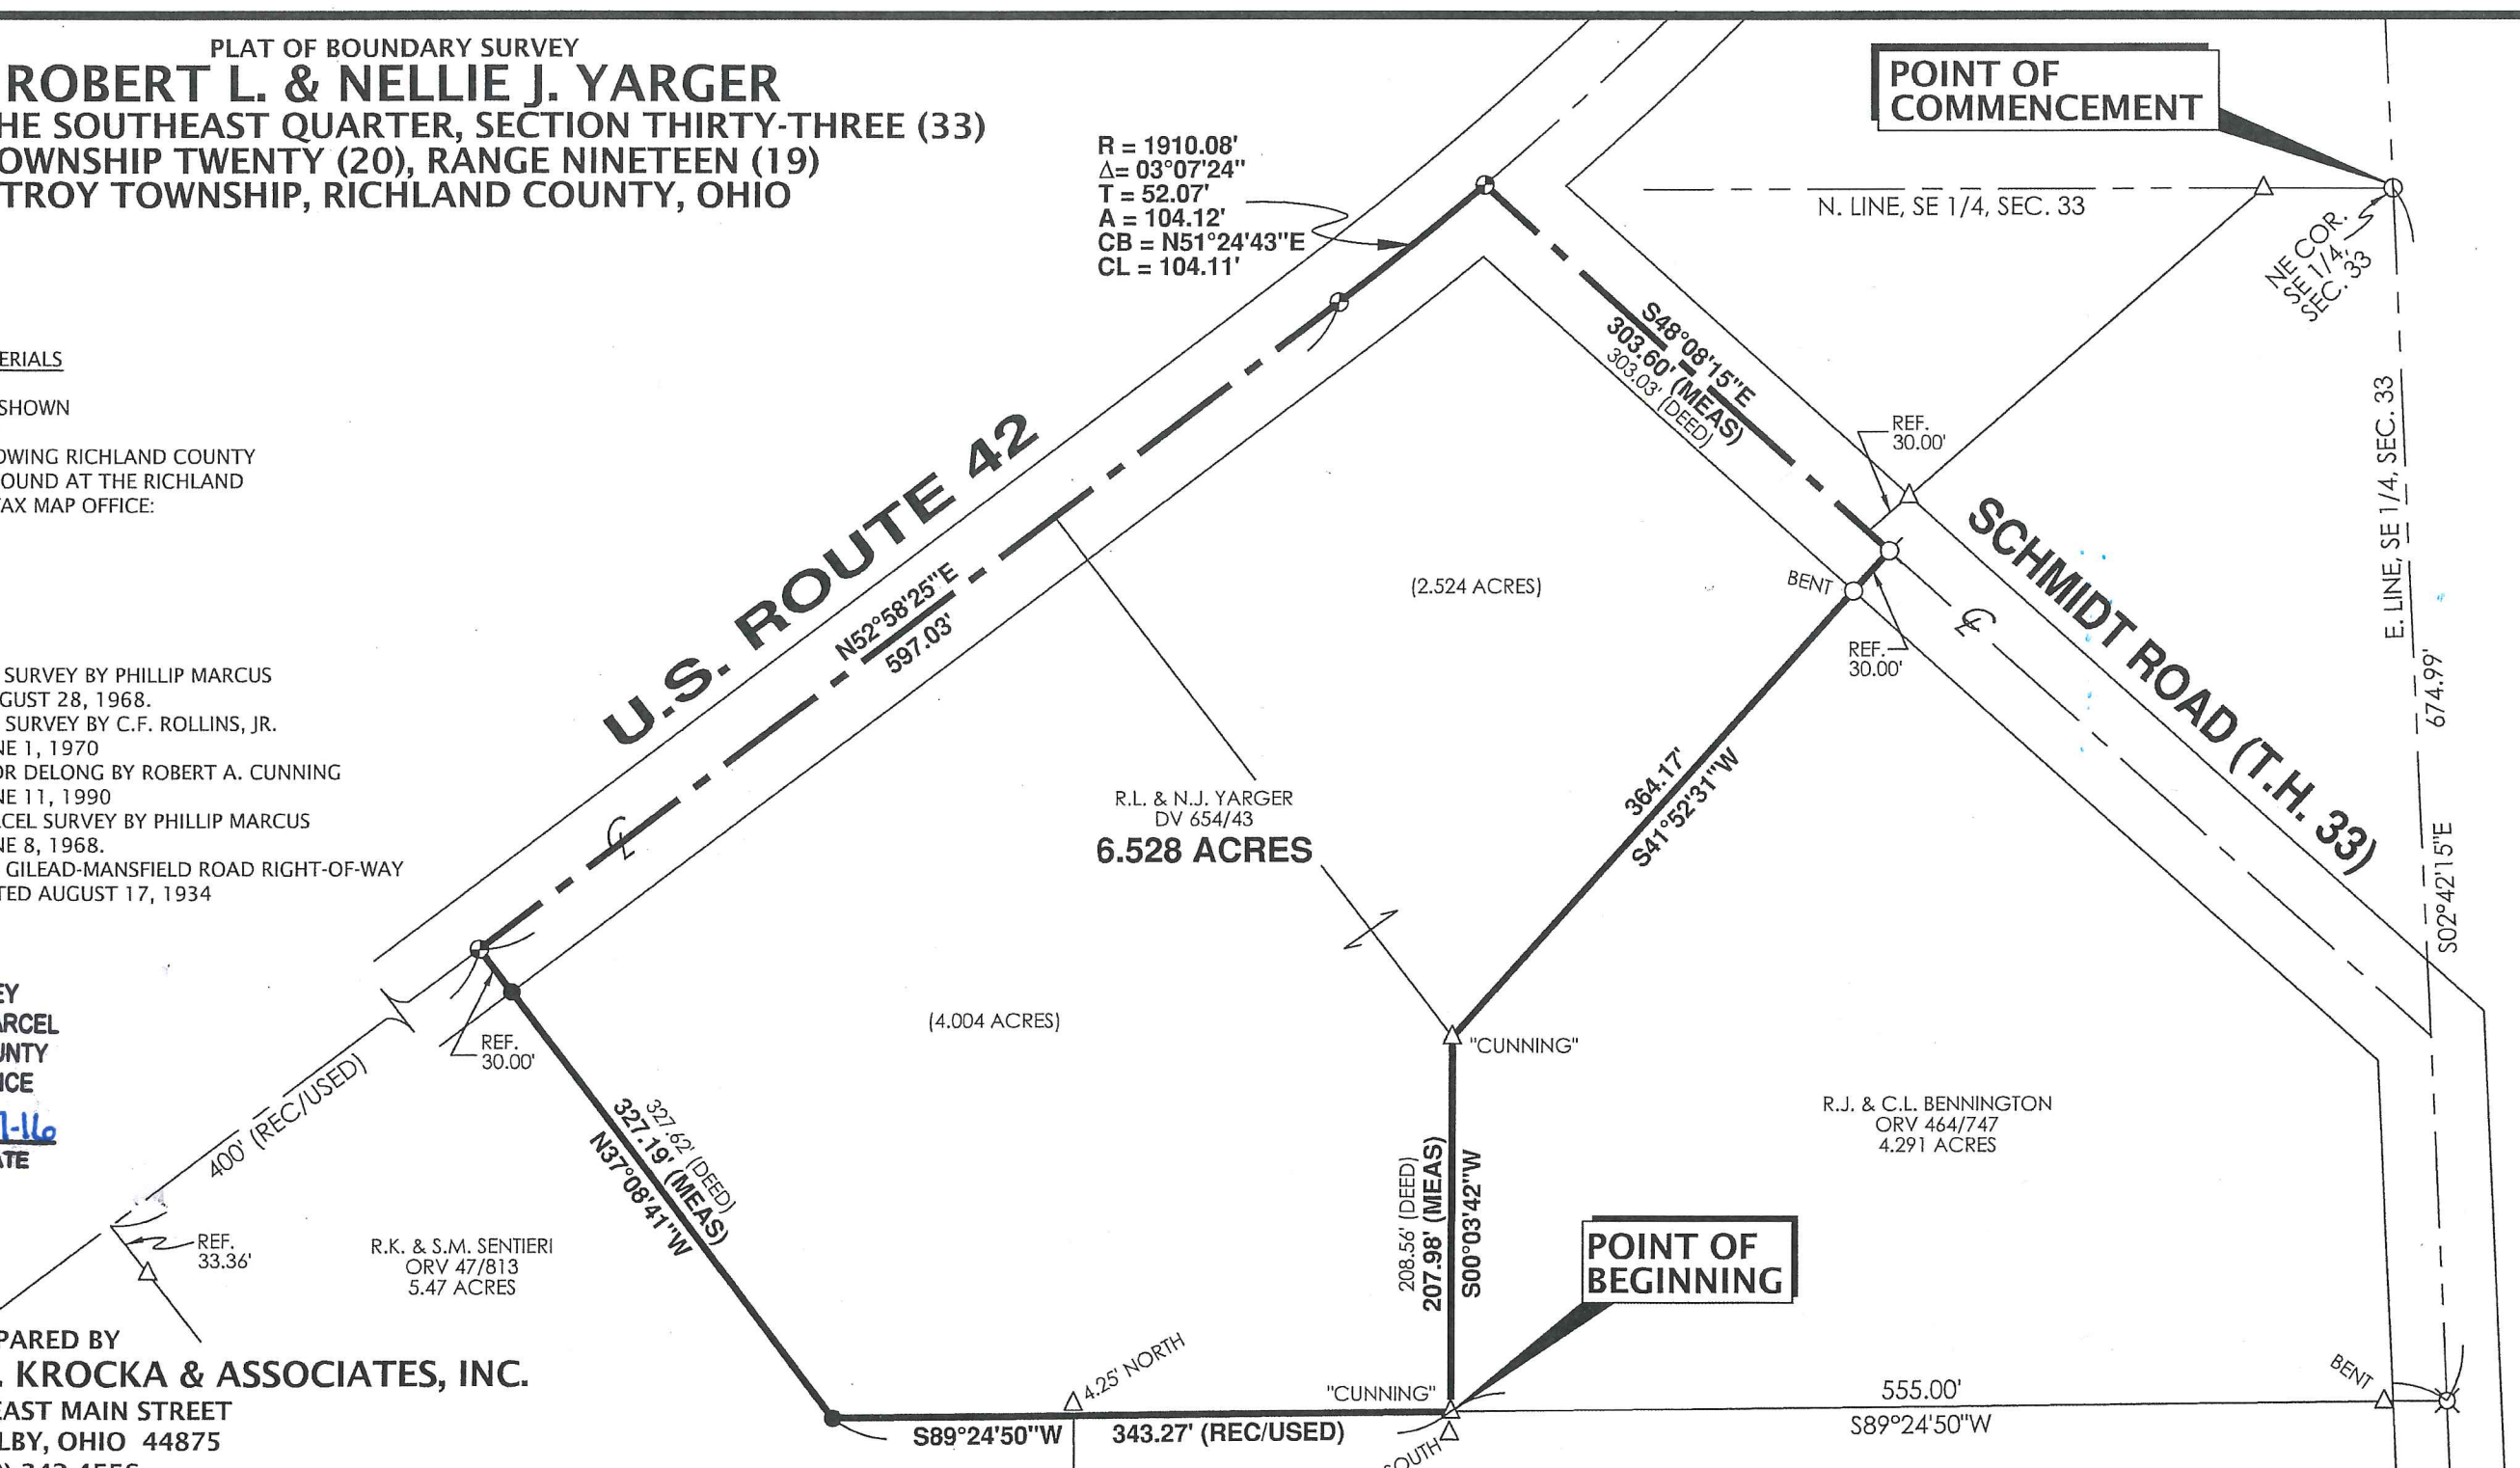 PLAT OF BOUNDARY SURVEY
ROBERT L. & NELLIE J. YARGER
HE SOUTHEAST QUARTER, SECTION THIRTY-THREE (33)
OWNSHIP TWENTY (20), RANGE NINETEEN (19)
TROY TOWNSHIP, RICHLAND COUNTY, OHIO
POINT OF
COMMENCEMENT
R = 1910.08'
Δ= 03°07'24"
T = 52.07'
A = 104.12'
CB = N51°24'43"E
CL = 104.11'
N. LINE, SE 1/4, SEC. 33
NE COR.
SE 1/4,
SEC. 33
ERIALS
SHOWN
OWING RICHLAND COUNTY
OUND AT THE RICHLAND
TAX MAP OFFICE:
S48°08'15"E
303.60' (MEAS)
303.03' (DEED)
REF.
30.00'
E. LINE, SE 1/4, SEC. 33
674.99'
S02°42'15"E
U.S. ROUTE 42
N52°58'25"E
597.03'
(2.524 ACRES)
BENT
REF.
30.00'
SCHMIDT ROAD (T.H. 33)
SURVEY BY PHILLIP MARCUS
GUST 28, 1968.
SURVEY BY C.F. ROLLINS, JR.
NE 1, 1970
OR DELONG BY ROBERT A. CUNNING
NE 11, 1990
CEL SURVEY BY PHILLIP MARCUS
NE 8, 1968.
GILEAD-MANSFIELD ROAD RIGHT-OF-WAY
TED AUGUST 17, 1934
R.L. & N.J. YARGER
DV 654/43
6.528 ACRES
364.17'
S41°52'31"W
EY
ARCEL
UNTY
ICE
1-16
ATE
(4.004 ACRES)
REF.
30.00'
"CUNNING"
400' (REC/USED)
327.62' (DEED)
327.19' (MEAS)
N37°08'41"W
R.J. & C.L. BENNINGTON
ORV 464/747
4.291 ACRES
208.56' (DEED)
207.98' (MEAS)
S00°03'42"W
REF.
33.36'
R.K. & S.M. SENTIERI
ORV 47/813
5.47 ACRES
POINT OF
BEGINNING
PARED BY
. KROCKA & ASSOCIATES, INC.
EAST MAIN STREET
LBY, OHIO 44875
4.25' NORTH
"CUNNING"
S89°24'50"W
343.27' (REC/USED)
SOUTH
555.00'
S89°24'50"W
BENT